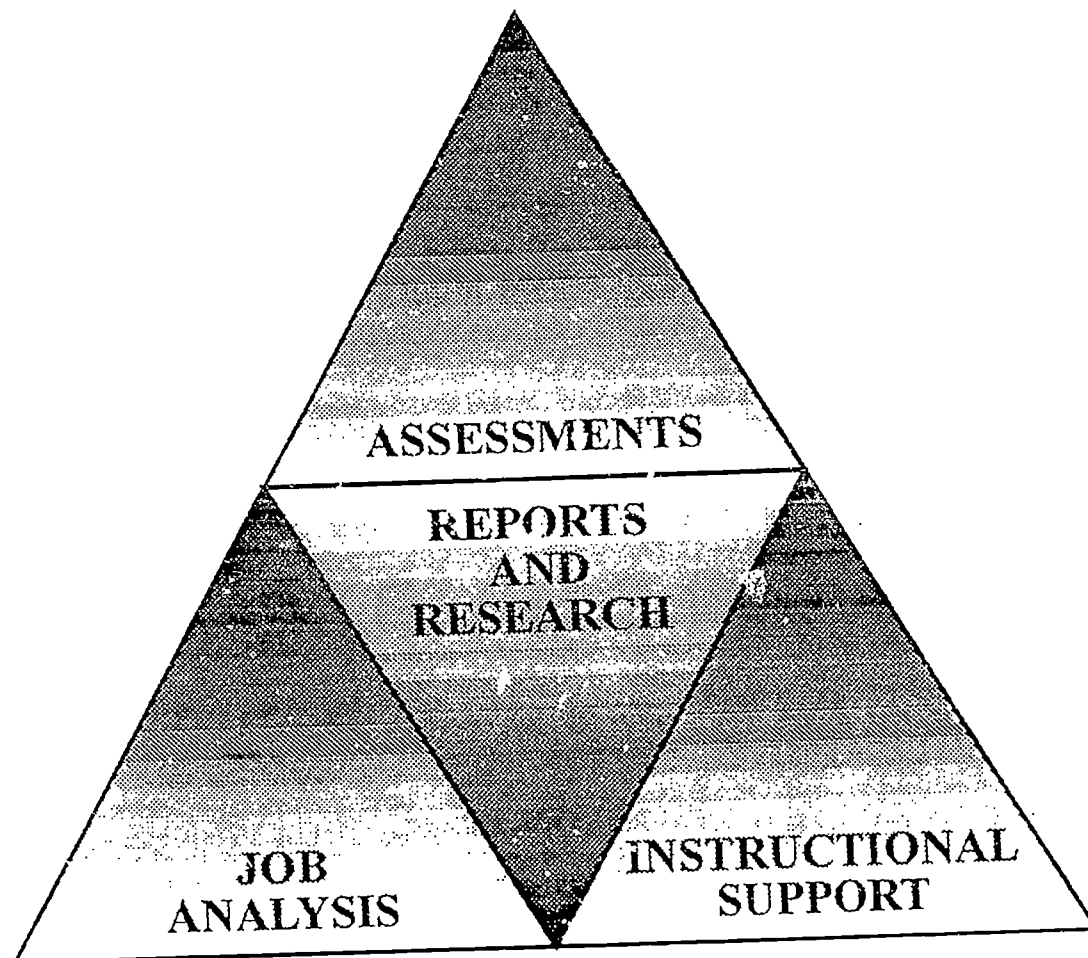 ASSESSMENTS
REPORTS
AND
RESEARCH
JOB
ANALYSIS
INSTRUCTIONAL
SUPPORT